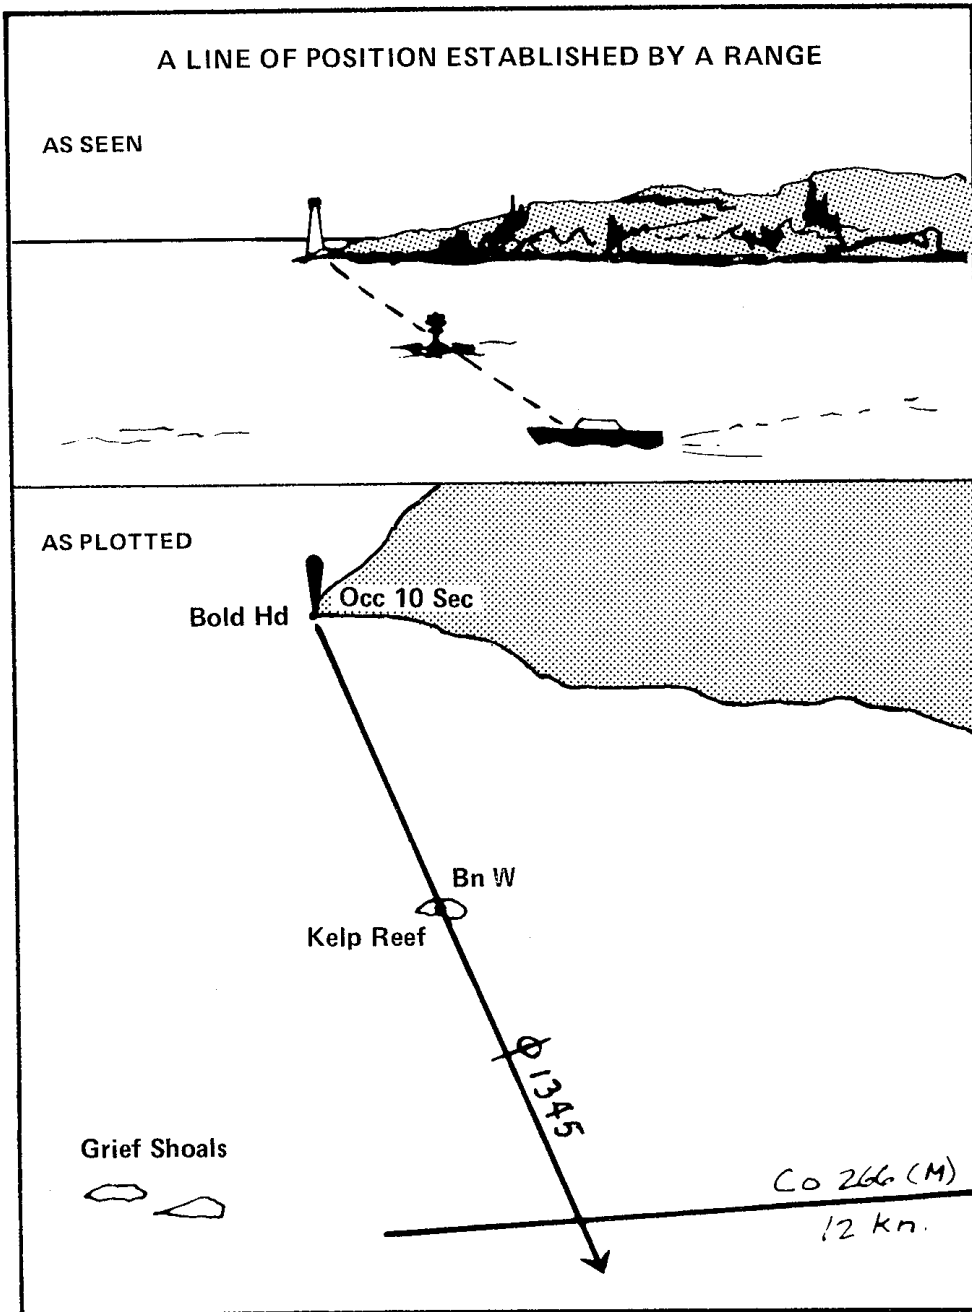 A LINE OF POSITION ESTABLISHED BY A RANGE
AS SEEN
AS PLOTTED
Occ 10 Sec
Bold Hd
Bn W
Kelp Reef
1345
Grief Shoals
Co 266 (M)
12 kn.